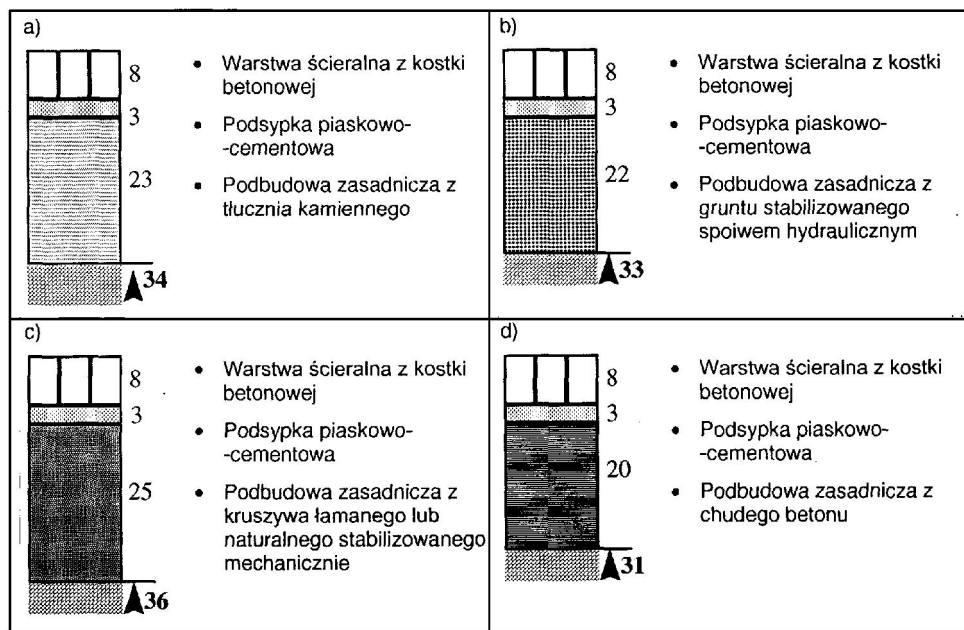 a)
8
3
23
34
• Warstwa ścieralna z kostki
betonowej
• Podsypka piaskowo-
-cementowa
• Podbudowa zasadnicza z
tłucznia kamiennego
b)
8
3
22
33
• Warstwa ścieralna z kostki
betonowej
• Podsypka piaskowo-
-cementowa
• Podbudowa zasadnicza z
gruntu stabilizowanego
spoiwem hydraulicznym
c)
8
3
25
36
• Warstwa ścieralna z kostki
betonowej
• Podsypka piaskowo-
-cementowa
• Podbudowa zasadnicza z
kruszywa łamanego lub
naturalnego stabilizowanego
mechanicznie
d)
8
3
20
31
• Warstwa ścieralna z kostki
betonowej
• Podsypka piaskowo-
-cementowa
• Podbudowa zasadnicza z
chudego betonu